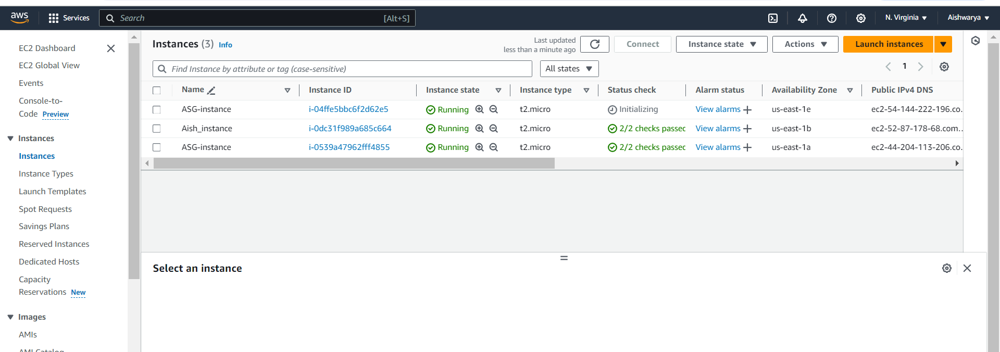 aws Services Search [Alt+S] N. Virginia Aishwarya
EC2 Dashboard
EC2 Global View
Events
Console-to-
Code Preview
Instances
Instances
Instance Types
Launch Templates
Spot Requests
Savings Plans
Reserved Instances
Dedicated Hosts
Capacity
Reservations New
Images
AMIs
AMI Catalog
Instances (3) Info
Last updated
less than a minute ago
Connect Instance state Actions Launch instances
Find Instance by attribute or tag (case-sensitive) All states 1
Name Instance ID Instance state Instance type Status check Alarm status Availability Zone Public IPv4 DNS
ASG-instance i-04ffe5bbc6f2d62e5 Running t2.micro Initializing View alarms + us-east-1e ec2-54-144-222-196.co…
Aish_instance i-0dc31f989a685c664 Running t2.micro 2/2 checks passed View alarms + us-east-1b ec2-52-87-178-68.com…
ASG-instance i-0539a47962fff4855 Running t2.micro 2/2 checks passed View alarms + us-east-1a ec2-44-204-113-206.co…
Select an instance